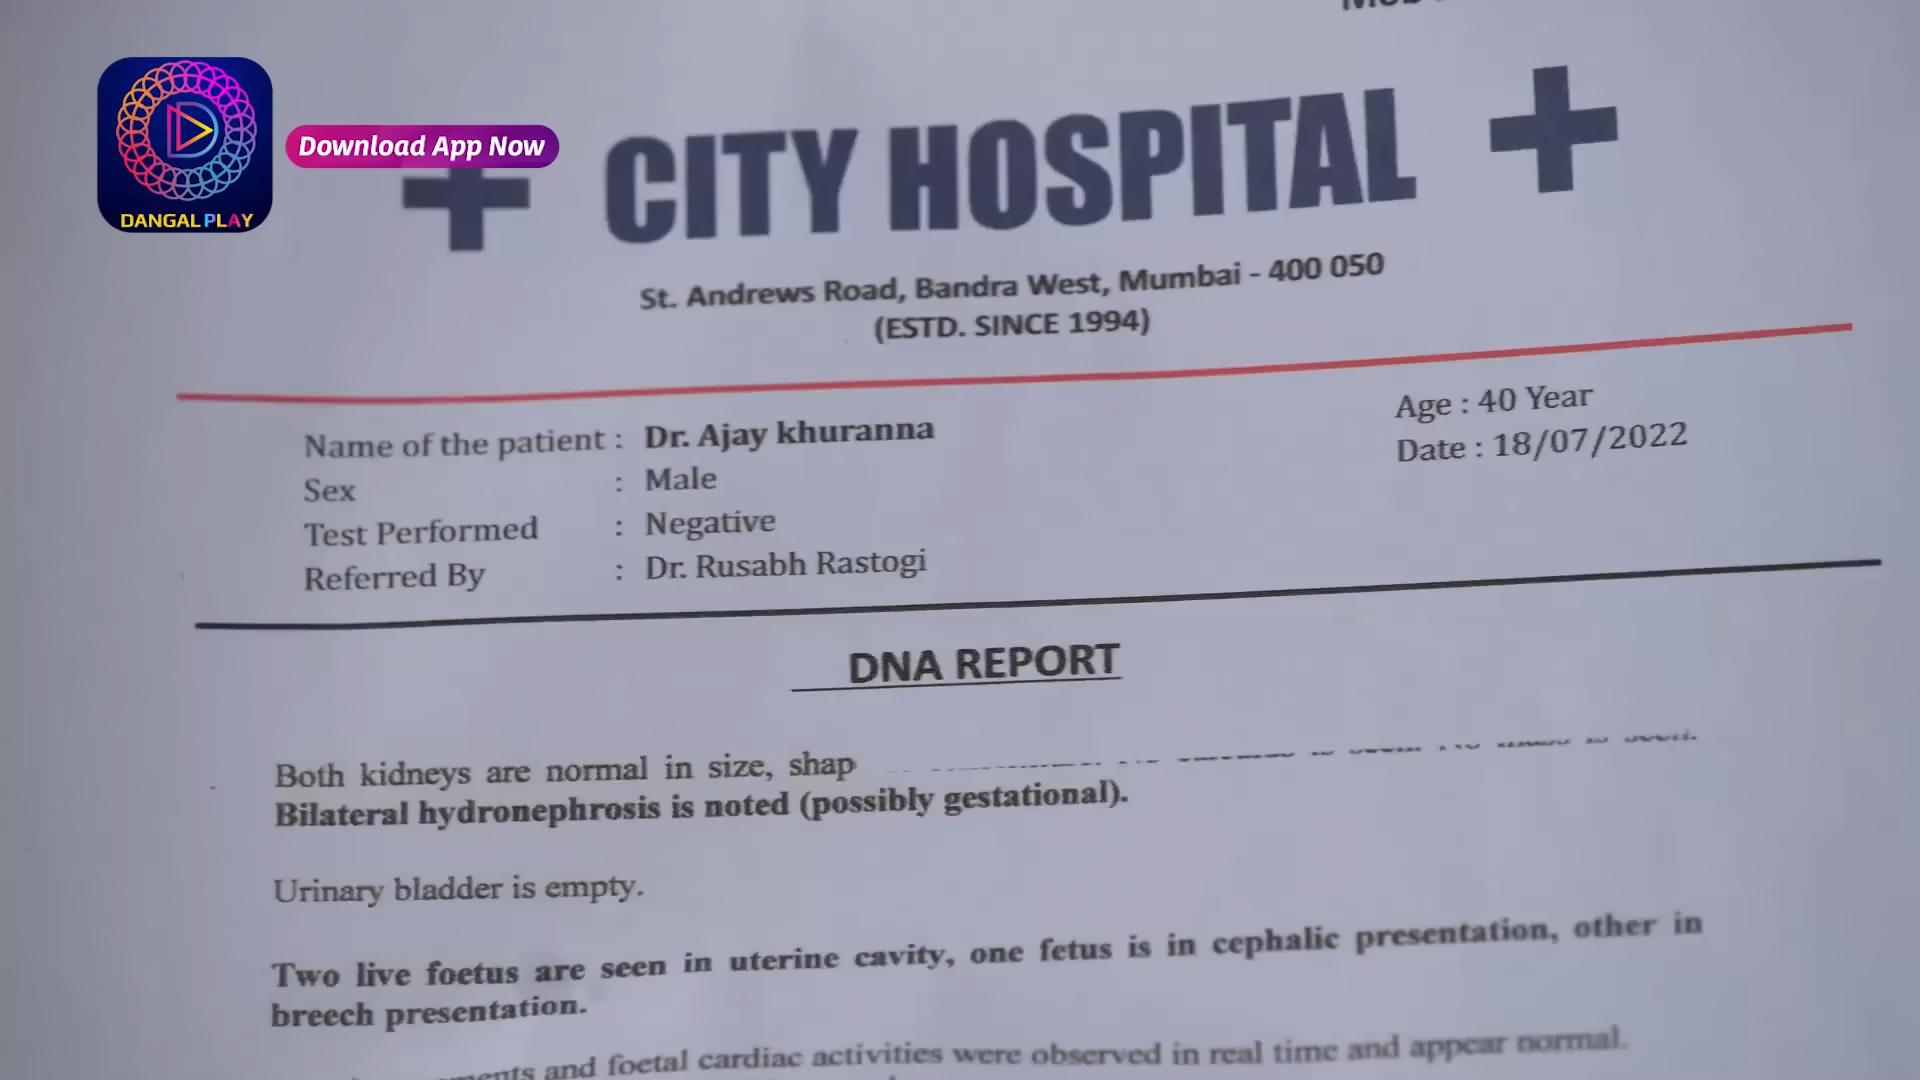 DANGAL PLAY
Download App Now
CITY HOSPITAL
St. Andrews Road, Bandra West, Mumbai - 400 050
(ESTD. SINCE 1994)
Name of the patient : Dr. Ajay khuranna
Age : 40 Year
Sex : Male
Date : 18/07/2022
Test Performed : Negative
Referred By : Dr. Rusabh Rastogi
DNA REPORT
Both kidneys are normal in size, shap
Bilateral hydronephrosis is noted (possibly gestational).
Urinary bladder is empty.
Two live foetus are seen in uterine cavity, one fetus is in cephalic presentation, other in
breech presentation.
and foetal cardiac activities were observed in real time and appear normal.